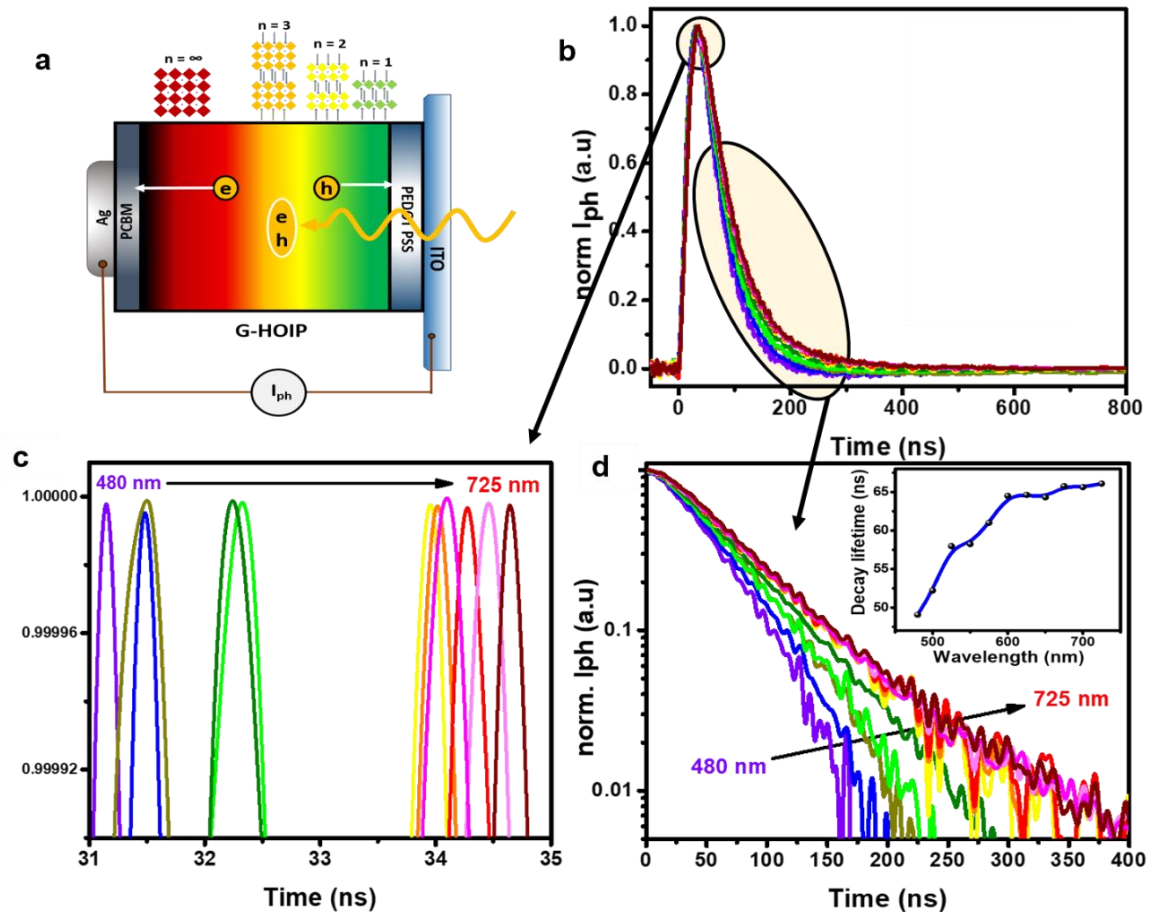 a
n = ∞
n = 3
n = 2
n = 1
e
h
e
h
Ag
PCBM
PEDOT PSS
ITO
G-HOIP
Iph
b
norm Iph (a.u)
1.0
0.8
0.6
0.4
0.2
0.0
0 200 400 600 800
Time (ns)
c
480 nm
725 nm
1.00000
0.99996
0.99992
31 32 33 34 35
Time (ns)
d
norm. Iph (a.u)
0.1
0.01
480 nm
725 nm
Decay lifetime (ns)
65
60
55
50
500 600 700
Wavelength (nm)
0 50 100 150 200 250 300 350 400
Time (ns)